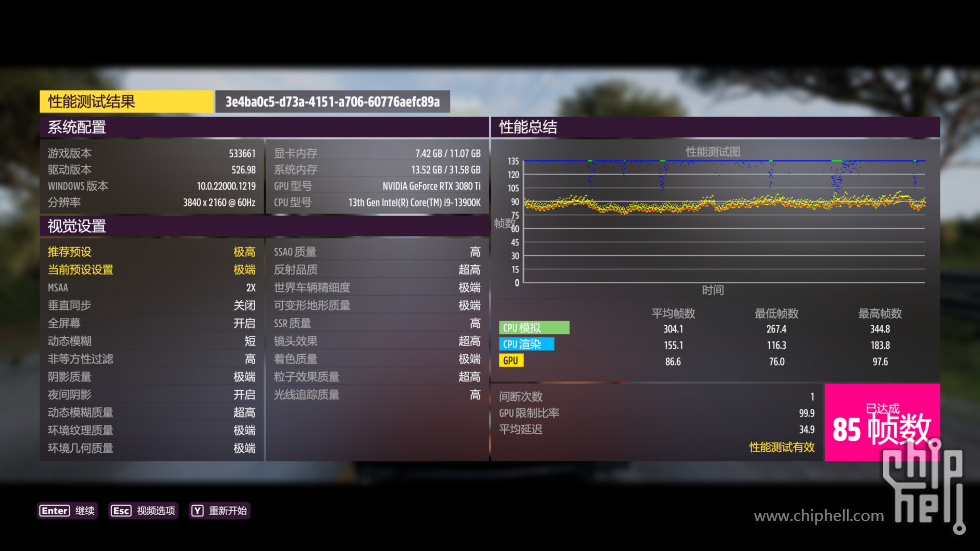 性能测试结果 3e4ba0c5-d73a-4151-a706-60776aefc89a
系统配置
游戏版本 533661
驱动版本 526.98
WINDOWS 版本 10.0.22000.1219
分辨率 3840 x 2160 @ 60Hz
显卡内存 7.42 GB / 11.07 GB
系统内存 13.52 GB / 31.58 GB
GPU 型号 NVIDIA GeForce RTX 3080 Ti
CPU 型号 13th Gen Intel(R) Core(TM) i9-13900K
视觉设置
推荐预设 极高
当前预设设置 极端
MSAA 2X
垂直同步 关闭
全屏幕 开启
动态模糊 短
非等方性过滤 高
阴影质量 极端
夜间阴影 开启
动态模糊质量 超高
环境纹理质量 极端
环境几何质量 极端
SSAO 质量 高
反射品质 超高
世界车辆精细度 极端
可变形地形质量 极端
SSR 质量 高
镜头效果 超高
着色质量 极端
粒子效果质量 超高
光线追踪质量 高
性能总结
性能测试图
135
120
105
90
75
帧数
60
45
30
15
0
时间
平均帧数 最低帧数 最高帧数
CPU 模拟 304.1 267.4 344.8
CPU 渲染 155.1 116.3 183.8
GPU 86.6 76.0 97.6
间断次数 1
GPU 限制比率 99.9
平均延迟 34.9
性能测试有效
已达成
85 帧数
Enter 继续 Esc 视频选项 Y 重新开始
www.chiphell.com
chip
hell